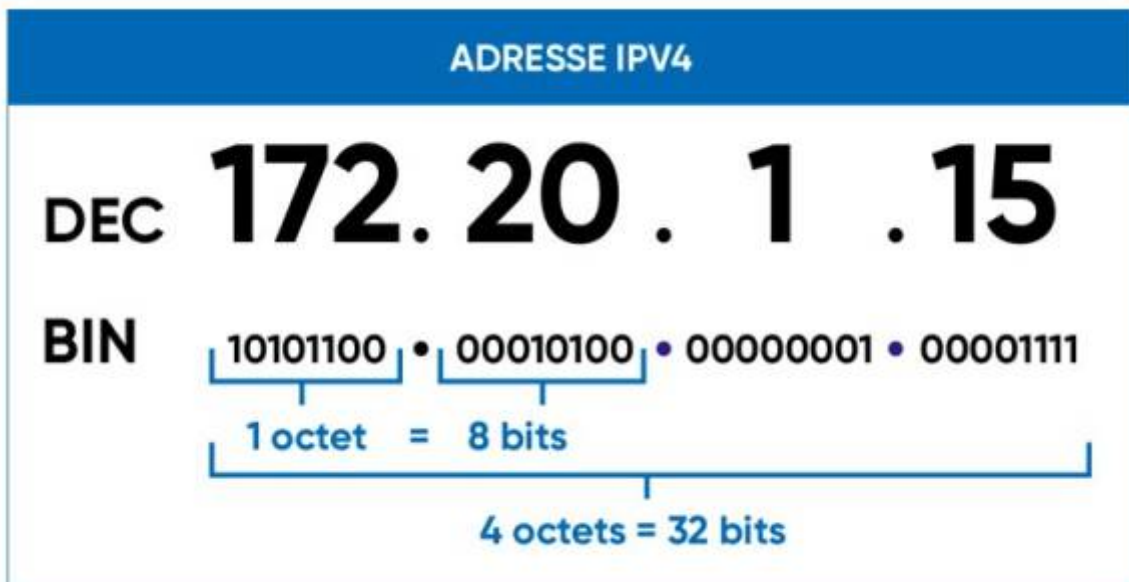 ADRESSE IPV4
DEC 172. 20 . 1 . 15
BIN 10101100 • 00010100 • 00000001 • 00001111
1 octet = 8 bits
4 octets = 32 bits